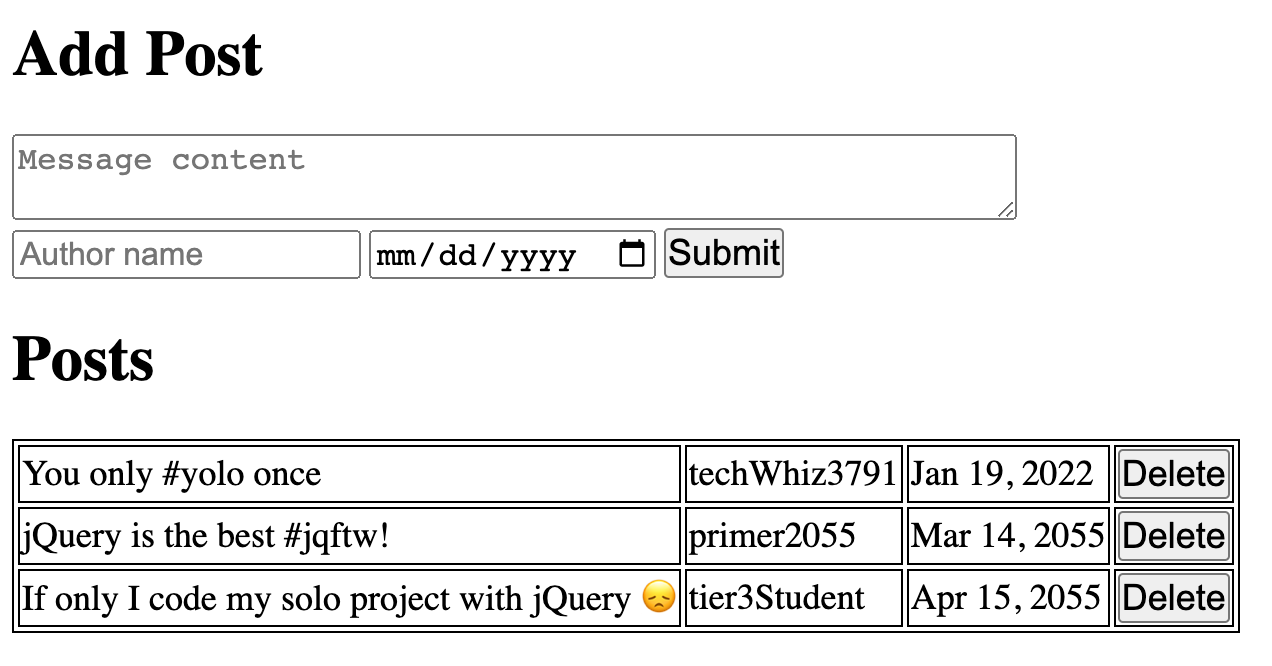 Add Post
Message content
Author name mm/dd/yyyy Submit
Posts
You only #yolo once techWhiz3791 Jan 19, 2022 Delete
jQuery is the best #jqftw! primer2055 Mar 14, 2055 Delete
If only I code my solo project with jQuery 😞 tier3Student Apr 15, 2055 Delete